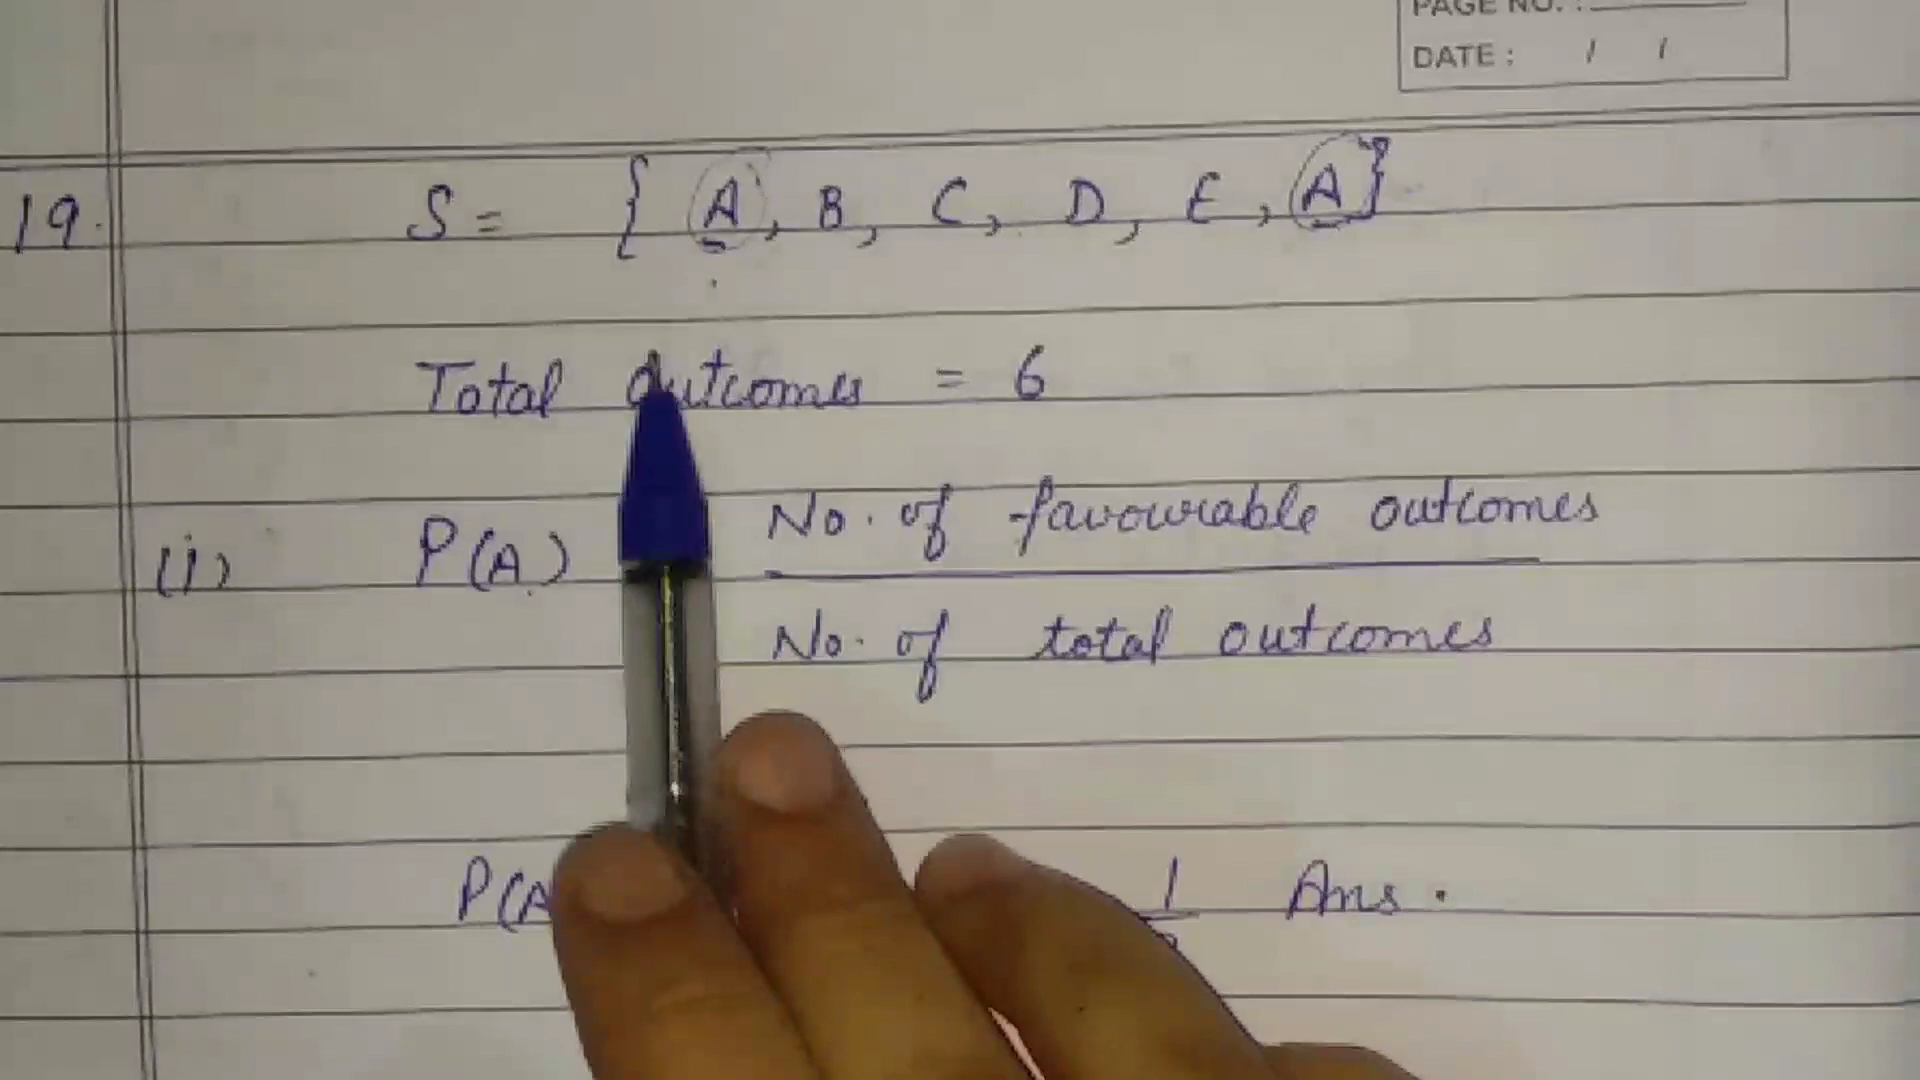 PAGE NO. :
DATE : / /
19. S = { A, B, C, D, E, A }
Total outcomes = 6
(i) P(A) No. of favourable outcomes
No. of total outcomes
P(A 1 Ans.